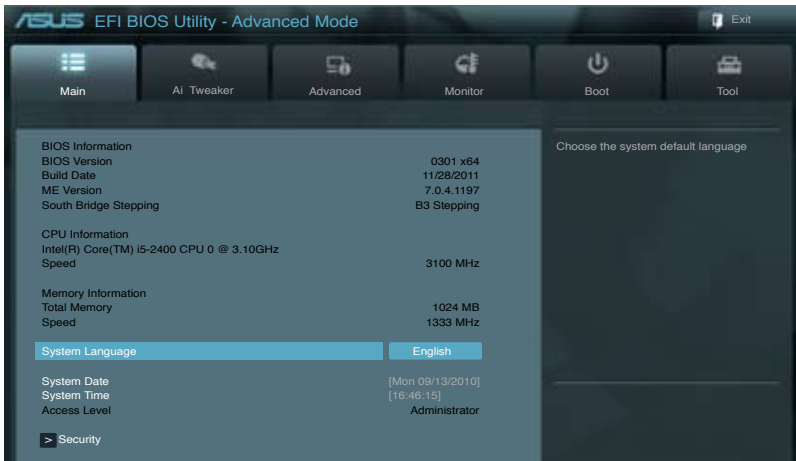 ASUS EFI BIOS Utility - Advanced Mode
Exit
Main
Ai Tweaker
Advanced
Monitor
Boot
Tool
BIOS Information
BIOS Version 0301 x64
Build Date 11/28/2011
ME Version 7.0.4.1197
South Bridge Stepping B3 Stepping
CPU Information
Intel(R) Core(TM) i5-2400 CPU 0 @ 3.10GHz
Speed 3100 MHz
Memory Information
Total Memory 1024 MB
Speed 1333 MHz
System Language English
System Date [Mon 09/13/2010]
System Time [16:46:15]
Access Level Administrator
> Security
Choose the system default language